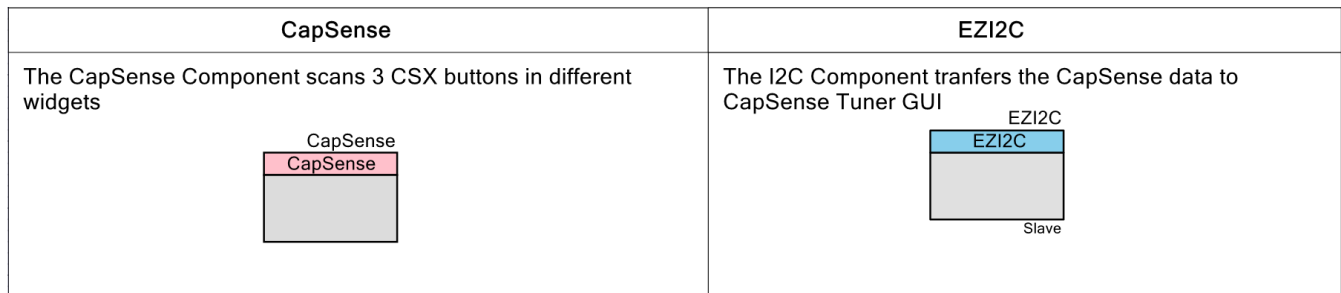 CapSense
The CapSense Component scans 3 CSX buttons in different
widgets
CapSense
CapSense
EZI2C
The I2C Component tranfers the CapSense data to
CapSense Tuner GUI
EZI2C
EZI2C
Slave